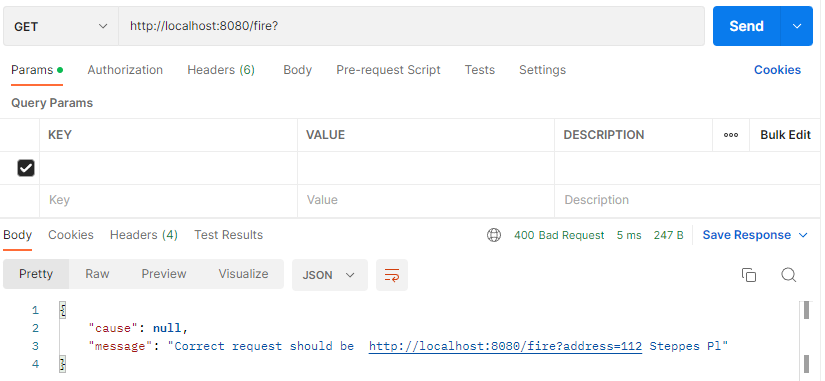 GET http://localhost:8080/fire? Send
Params Authorization Headers (6) Body Pre-request Script Tests Settings Cookies
Query Params
KEY VALUE DESCRIPTION ooo Bulk Edit
Key Value Description
Body Cookies Headers (4) Test Results 400 Bad Request 5 ms 247 B Save Response
Pretty Raw Preview Visualize JSON
1 {
2 "cause": null,
3 "message": "Correct request should be  http://localhost:8080/fire?address=112 Steppes Pl"
4 }